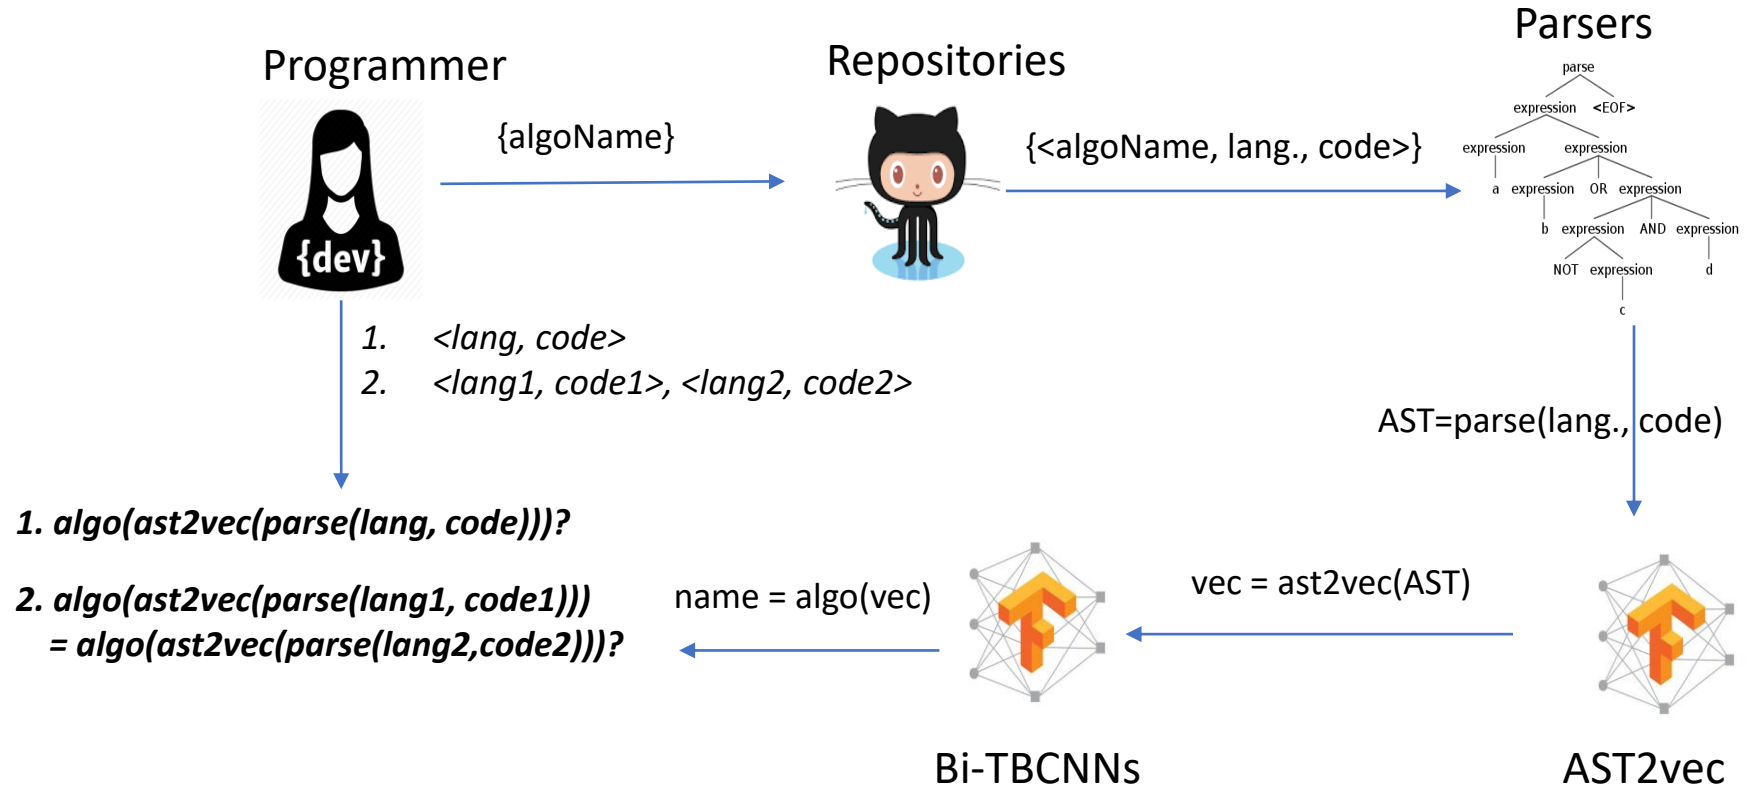 Programmer
Repositories
Parsers
{algoName}
{<algoName, lang., code>}
{dev}
parse
expression <EOF>
expression expression
a expression OR expression
b expression AND expression
NOT expression d
c
1. <lang, code>
2. <lang1, code1>, <lang2, code2>
AST=parse(lang., code)
1. algo(ast2vec(parse(lang, code)))?
2. algo(ast2vec(parse(lang1, code1)))
= algo(ast2vec(parse(lang2,code2)))?
name = algo(vec)
vec = ast2vec(AST)
Bi-TBCNNs
AST2vec